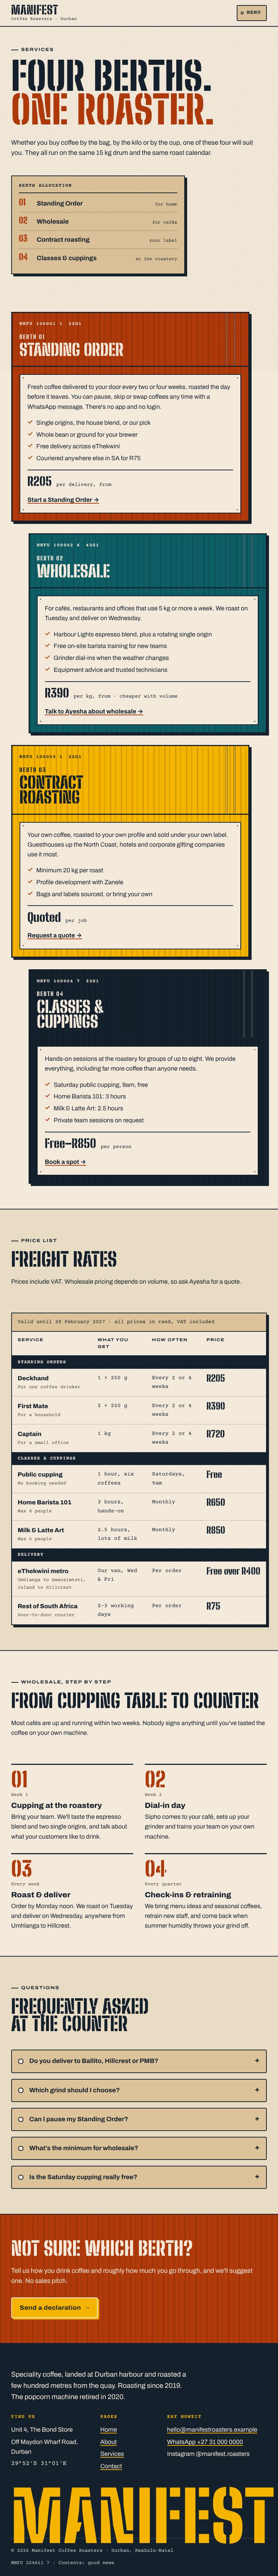 MANIFEST
Coffee Roasters · Durban
MENU
SERVICES
FOUR BERTHS.
ONE ROASTER.
Whether you buy coffee by the bag, by the kilo or by the cup, one of these four will suit
you. They all run on the same 15 kg drum and the same roast calendar.
BERTH ALLOCATION
01 Standing Order for home
02 Wholesale for cafés
03 Contract roasting your label
04 Classes & cuppings at the roastery
BERTH 01
STANDING ORDER
Fresh coffee delivered to your door every two or four weeks, roasted the day
before it leaves. You can pause, skip or swap coffees any time with a
WhatsApp message. There's no app and no login.
Single origins, the house blend, or our pick
Whole bean or ground for your brewer
Free delivery across eThekwini
Couriered anywhere else in SA for R75
R205 per delivery, from
Start a Standing Order →
BERTH 02
WHOLESALE
For cafés, restaurants and offices that use 5 kg or more a week. We roast on
Tuesday and deliver on Wednesday.
Harbour Lights espresso blend, plus a rotating single origin
Free on-site barista training for new teams
Grinder dial-ins when the weather changes
Equipment advice and trusted technicians
R390 per kg, from · cheaper with volume
Talk to Ayesha about wholesale →
BERTH 03
CONTRACT
ROASTING
Your own coffee, roasted to your own profile and sold under your own label.
Guesthouses up the North Coast, hotels and corporate gifting companies
use it most.
Minimum 20 kg per roast
Profile development with Zanele
Bags and labels sourced, or bring your own
Quoted per job
Request a quote →
BERTH 04
CLASSES &
CUPPINGS
Hands-on sessions at the roastery for groups of up to eight. We provide
everything, including far more coffee than anyone needs.
Saturday public cupping, 9am, free
Home Barista 101: 3 hours
Milk & Latte Art: 2.5 hours
Private team sessions on request
Free–R850 per person
Book a spot →
PRICE LIST
FREIGHT RATES
Prices include VAT. Wholesale pricing depends on volume, so ask Ayesha for a quote.
Valid until 28 February 2027 · all prices in rand, VAT included
SERVICE WHAT YOU GET HOW OFTEN PRICE
STANDING ORDERS
Deckhand 1 × 250 g Every 2 or 4 weeks R205
For one coffee drinker
First Mate 2 × 250 g Every 2 or 4 weeks R390
For a household
Captain 1 kg Every 2 or 4 weeks R720
For a small office
CLASSES & CUPPINGS
Public cupping 1 hour, six coffees Saturdays, 9am Free
No booking needed
Home Barista 101 3 hours, hands-on Monthly R650
Max 8 people
Milk & Latte Art 2.5 hours, lots of milk Monthly R850
Max 6 people
DELIVERY
eThekwini metro Our van, Wed & Fri Per order Free over R400
Umhlanga to Amanzimtoti, inland to Hillcrest
Rest of South Africa 2–3 working days Per order R75
Door-to-door courier
WHOLESALE, STEP BY STEP
FROM CUPPING TABLE TO COUNTER
Most cafés are up and running within two weeks. Nobody signs anything until you've tasted the
coffee on your own machine.
01
Week 1
Cupping at the roastery
Bring your team. We'll taste the espresso
blend and two single origins, and talk about
what your customers like to drink.
02
Week 2
Dial-in day
Sipho comes to your café, sets up your
grinder and trains your team on your own
machine.
03
Every week
Roast & deliver
Order by Monday noon. We roast on Tuesday
and deliver on Wednesday, anywhere from
Umhlanga to Hillcrest.
04
Every quarter
Check-ins & retraining
We bring menu ideas and seasonal coffees,
retrain new staff, and come back when
summer humidity throws your grind off.
QUESTIONS
FREQUENTLY ASKED
AT THE COUNTER
Do you deliver to Ballito, Hillcrest or PMB? +
Which grind should I choose? +
Can I pause my Standing Order? +
What's the minimum for wholesale? +
Is the Saturday cupping really free? +
NOT SURE WHICH BERTH?
Tell us how you drink coffee and roughly how much you go through, and we'll suggest
one. No sales pitch.
Send a declaration →
Speciality coffee, landed at Durban harbour and roasted a
few hundred metres from the quay. Roasting since 2019.
The popcorn machine retired in 2020.
FIND US
Unit 4, The Bond Store
Off Maydon Wharf Road,
Durban
29°52′S 31°01′E
PAGES
Home
About
Services
Contact
SAY HOWZIT
hello@manifestroasters.example
WhatsApp +27 31 000 0000
Instagram @manifest.roasters
MANIFEST
© 2026 Manifest Coffee Roasters · Durban, KwaZulu-Natal
MNFU 204611 7 · Contents: good news